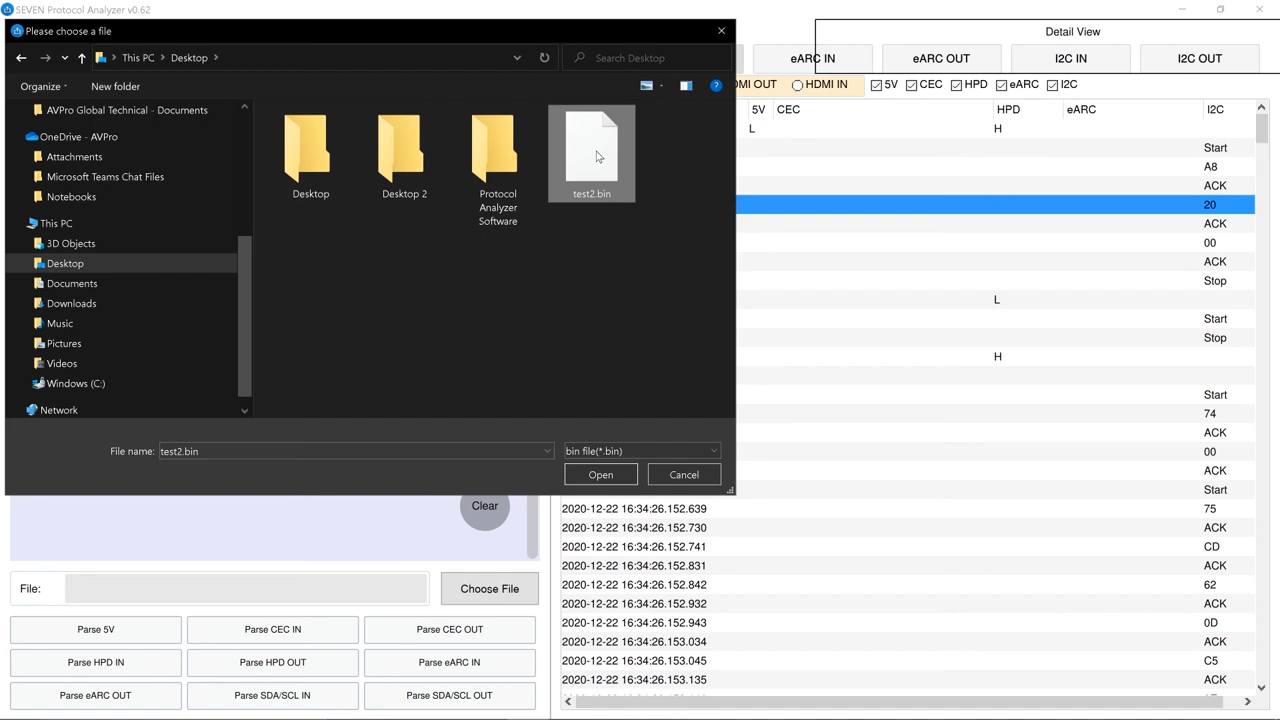 SEVEN Protocol Analyzer v0.62
Please choose a file
This PC > Desktop >
Search Desktop
Organize
New folder
AVPro Global Technical - Documents
OneDrive - AVPro
Attachments
Microsoft Teams Chat Files
Notebooks
This PC
3D Objects
Desktop
Documents
Downloads
Music
Pictures
Videos
Windows (C:)
Network
Desktop
Desktop 2
Protocol
Analyzer
Software
test2.bin
File name: test2.bin
bin file(*.bin)
Open
Cancel
Clear
File:
Choose File
Parse 5V
Parse CEC IN
Parse CEC OUT
Parse HPD IN
Parse HPD OUT
Parse eARC IN
Parse eARC OUT
Parse SDA/SCL IN
Parse SDA/SCL OUT
Detail View
eARC IN
eARC OUT
I2C IN
I2C OUT
MI OUT HDMI IN 5V CEC HPD eARC I2C
5V CEC HPD eARC I2C
L H
Start
A8
ACK
20
ACK
00
ACK
Stop
L
Start
Stop
H
Start
74
ACK
00
ACK
Start
2020-12-22 16:34:26.152.639 75
2020-12-22 16:34:26.152.730 ACK
2020-12-22 16:34:26.152.741 CD
2020-12-22 16:34:26.152.831 ACK
2020-12-22 16:34:26.152.842 62
2020-12-22 16:34:26.152.932 ACK
2020-12-22 16:34:26.152.943 0D
2020-12-22 16:34:26.153.034 ACK
2020-12-22 16:34:26.153.045 C5
2020-12-22 16:34:26.153.135 ACK